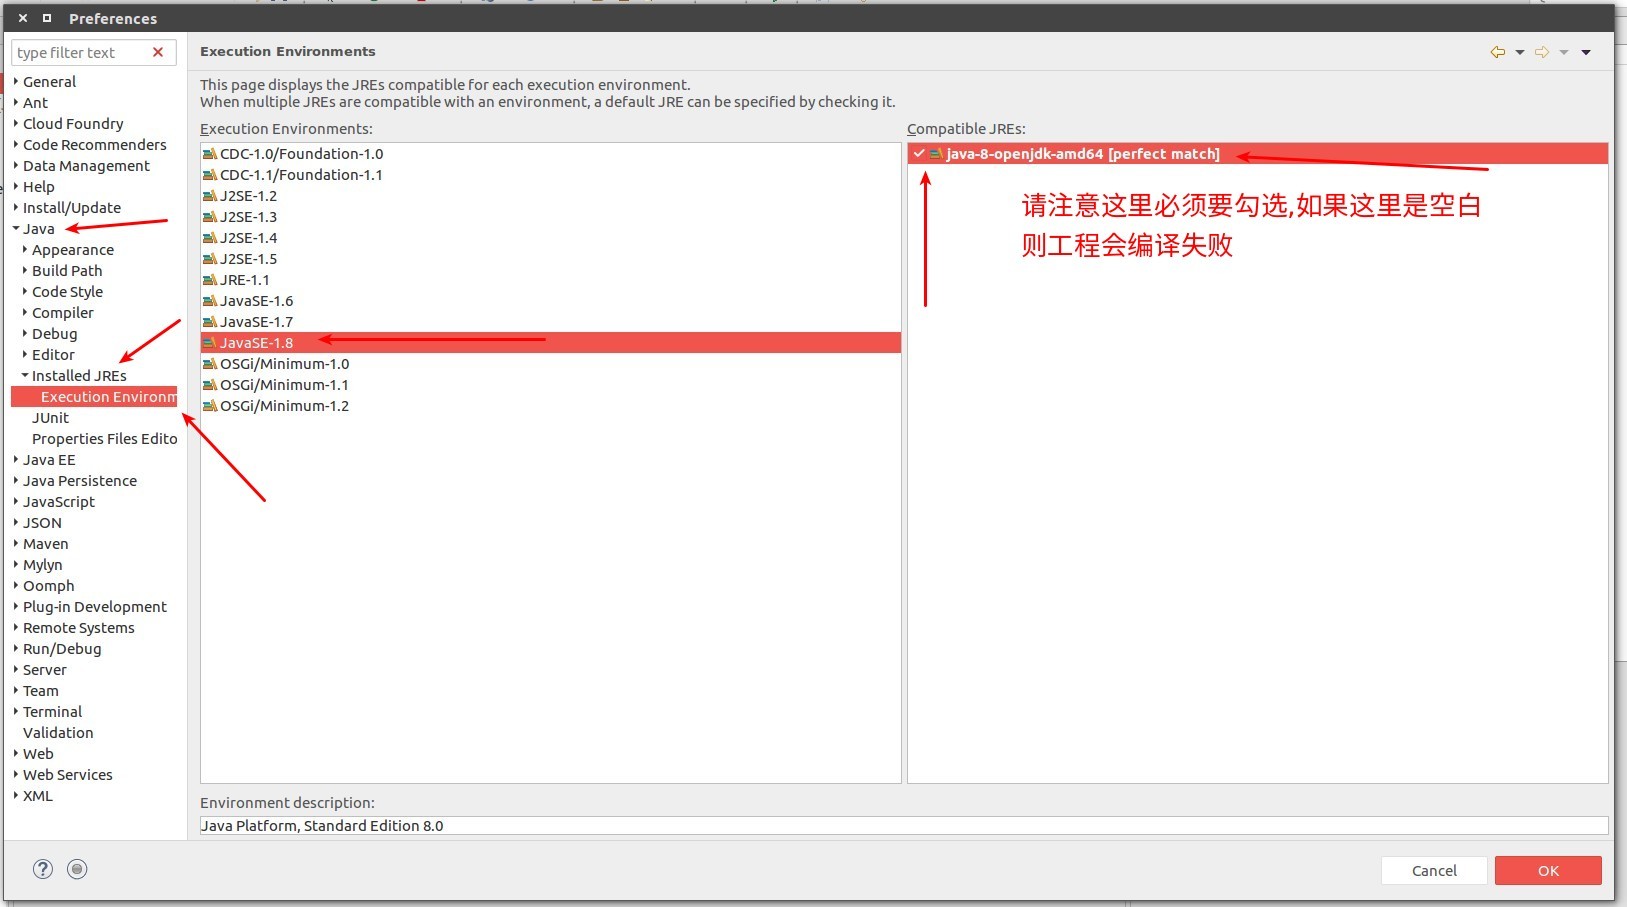 Preferences
type filter text
General
Ant
Cloud Foundry
Code Recommenders
Data Management
Help
Install/Update
Java
Appearance
Build Path
Code Style
Compiler
Debug
Editor
Installed JREs
Execution Environm
JUnit
Properties Files Edito
Java EE
Java Persistence
JavaScript
JSON
Maven
Mylyn
Oomph
Plug-in Development
Remote Systems
Run/Debug
Server
Team
Terminal
Validation
Web
Web Services
XML
Execution Environments
This page displays the JREs compatible for each execution environment.
When multiple JREs are compatible with an environment, a default JRE can be specified by checking it.
Execution Environments:
CDC-1.0/Foundation-1.0
CDC-1.1/Foundation-1.1
J2SE-1.2
J2SE-1.3
J2SE-1.4
J2SE-1.5
JRE-1.1
JavaSE-1.6
JavaSE-1.7
JavaSE-1.8
OSGi/Minimum-1.0
OSGi/Minimum-1.1
OSGi/Minimum-1.2
Compatible JREs:
java-8-openjdk-amd64 [perfect match]
请注意这里必须要勾选,如果这里是空白
则工程会编译失败
Environment description:
Java Platform, Standard Edition 8.0
Cancel
OK